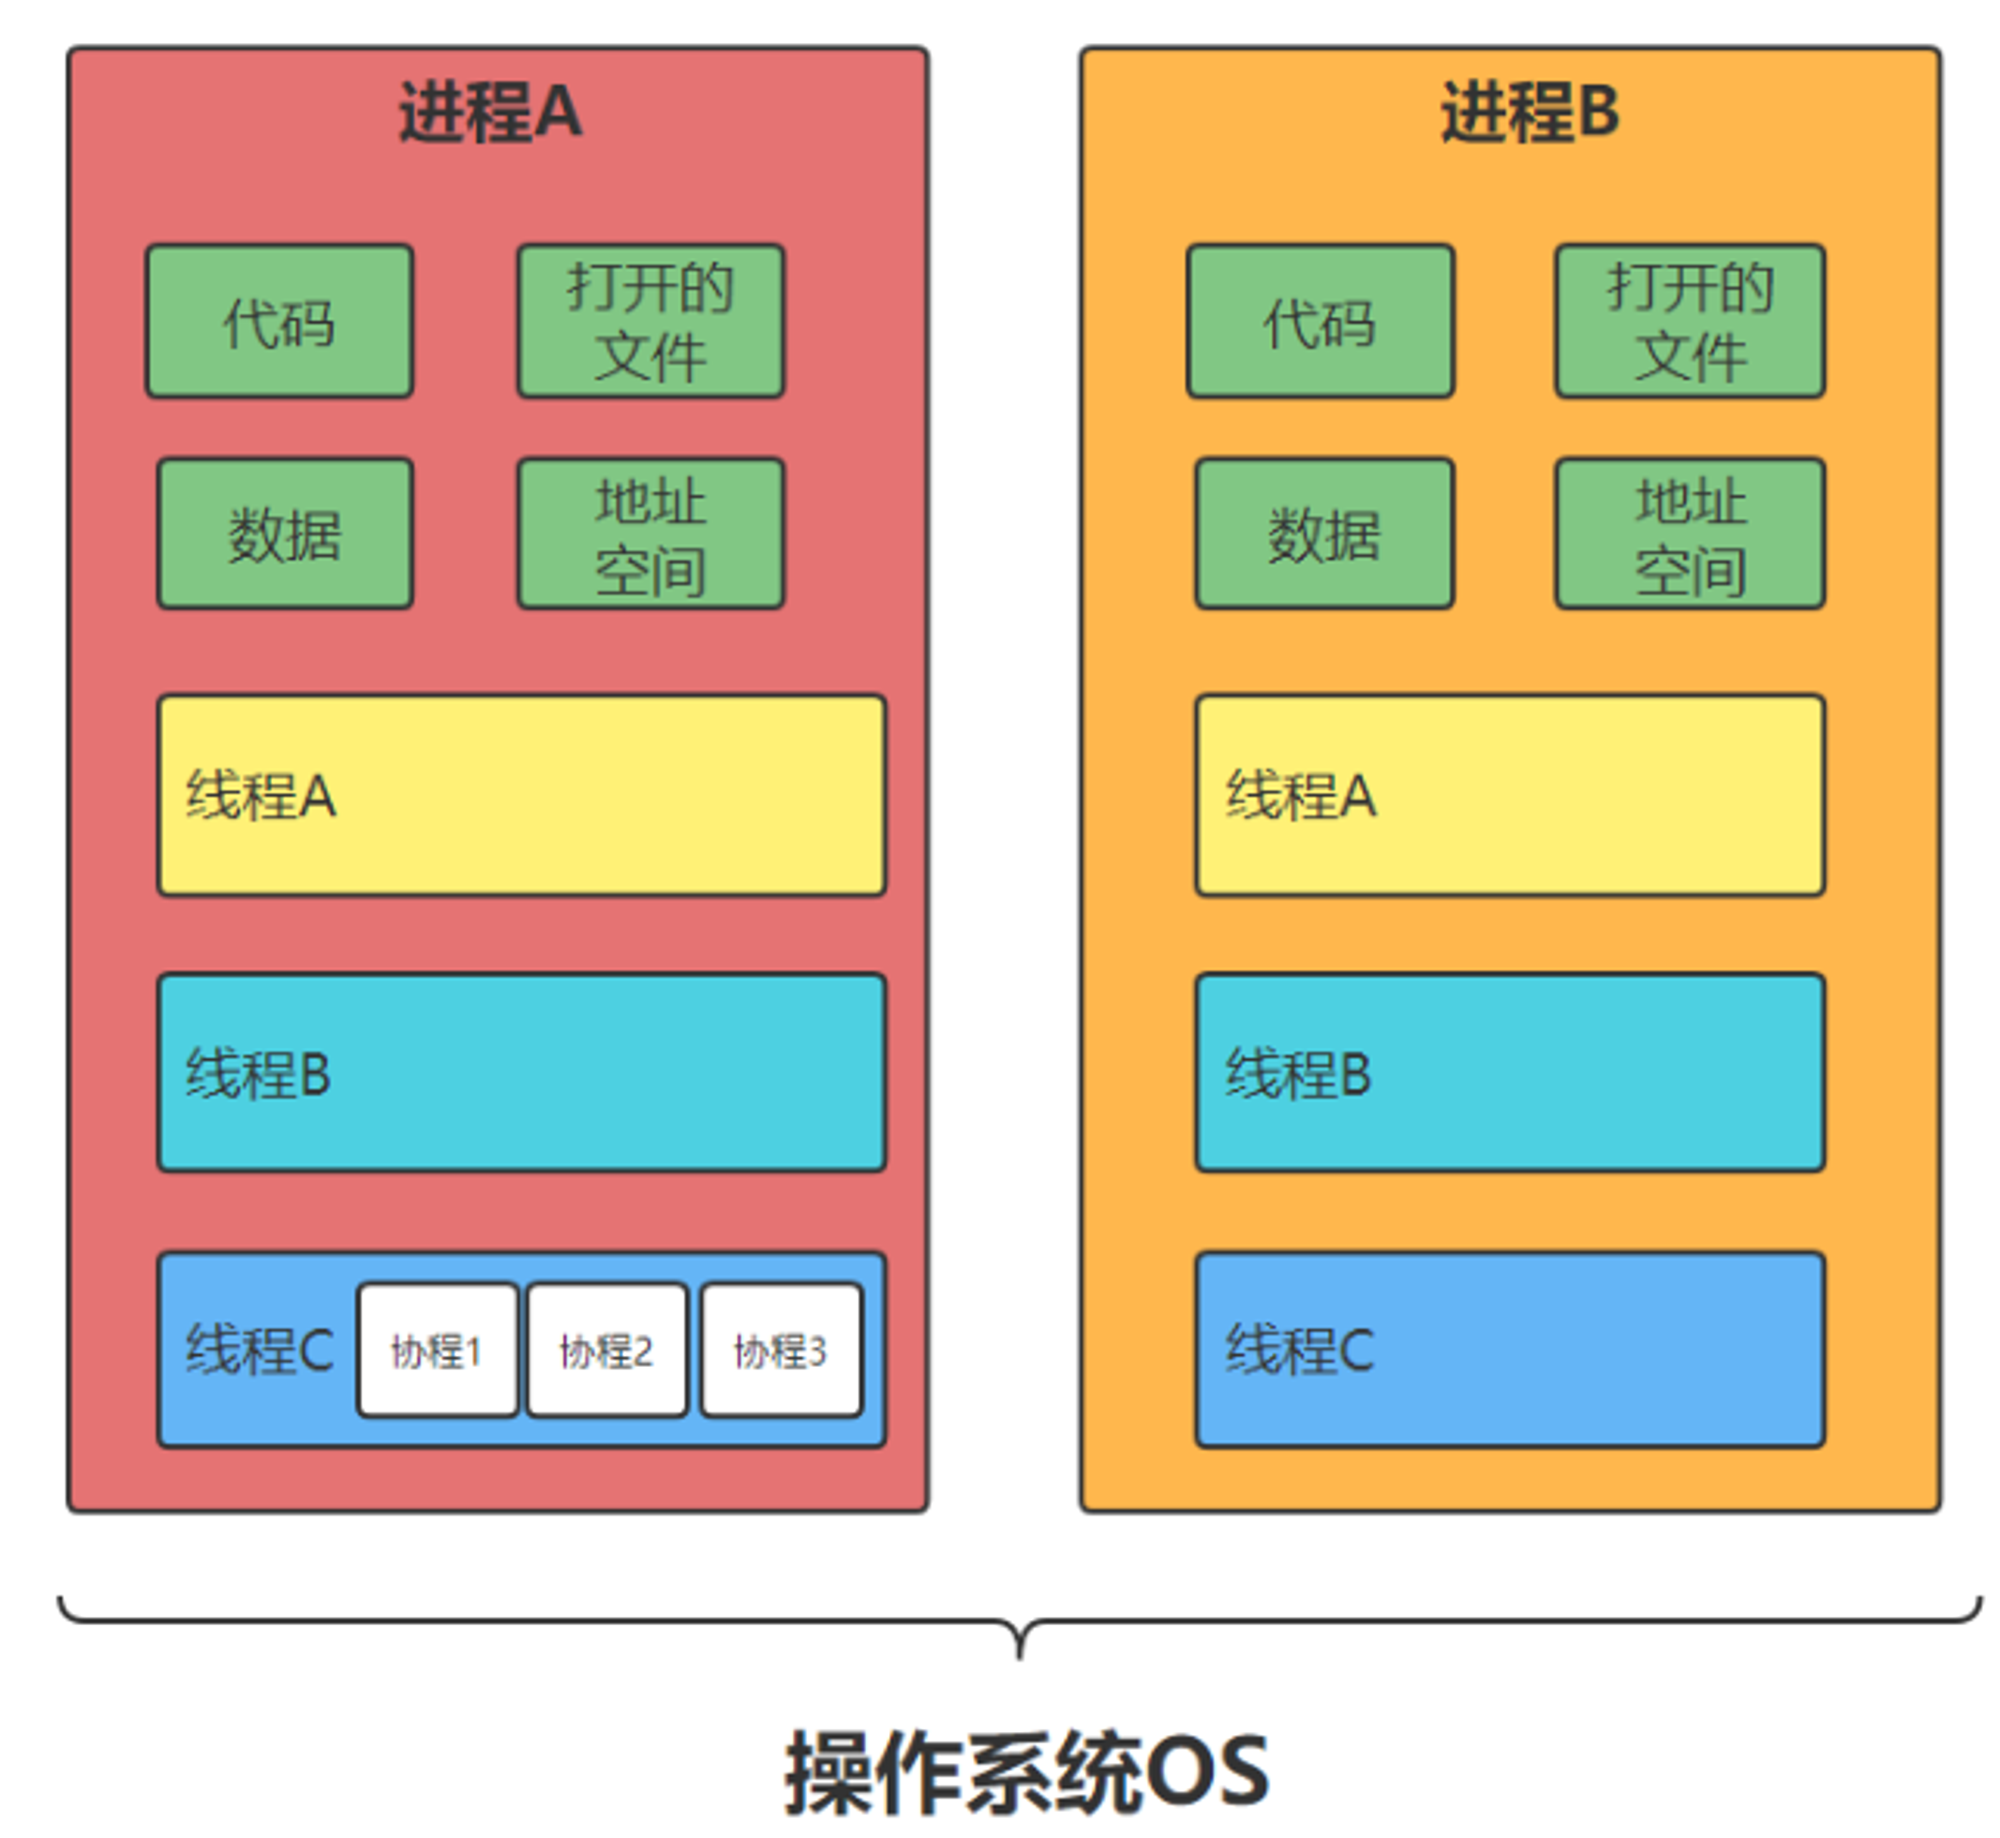 进程A
代码
打开的
文件
数据
地址
空间
线程A
线程B
线程C
协程1
协程2
协程3
进程B
代码
打开的
文件
数据
地址
空间
线程A
线程B
线程C
操作系统OS